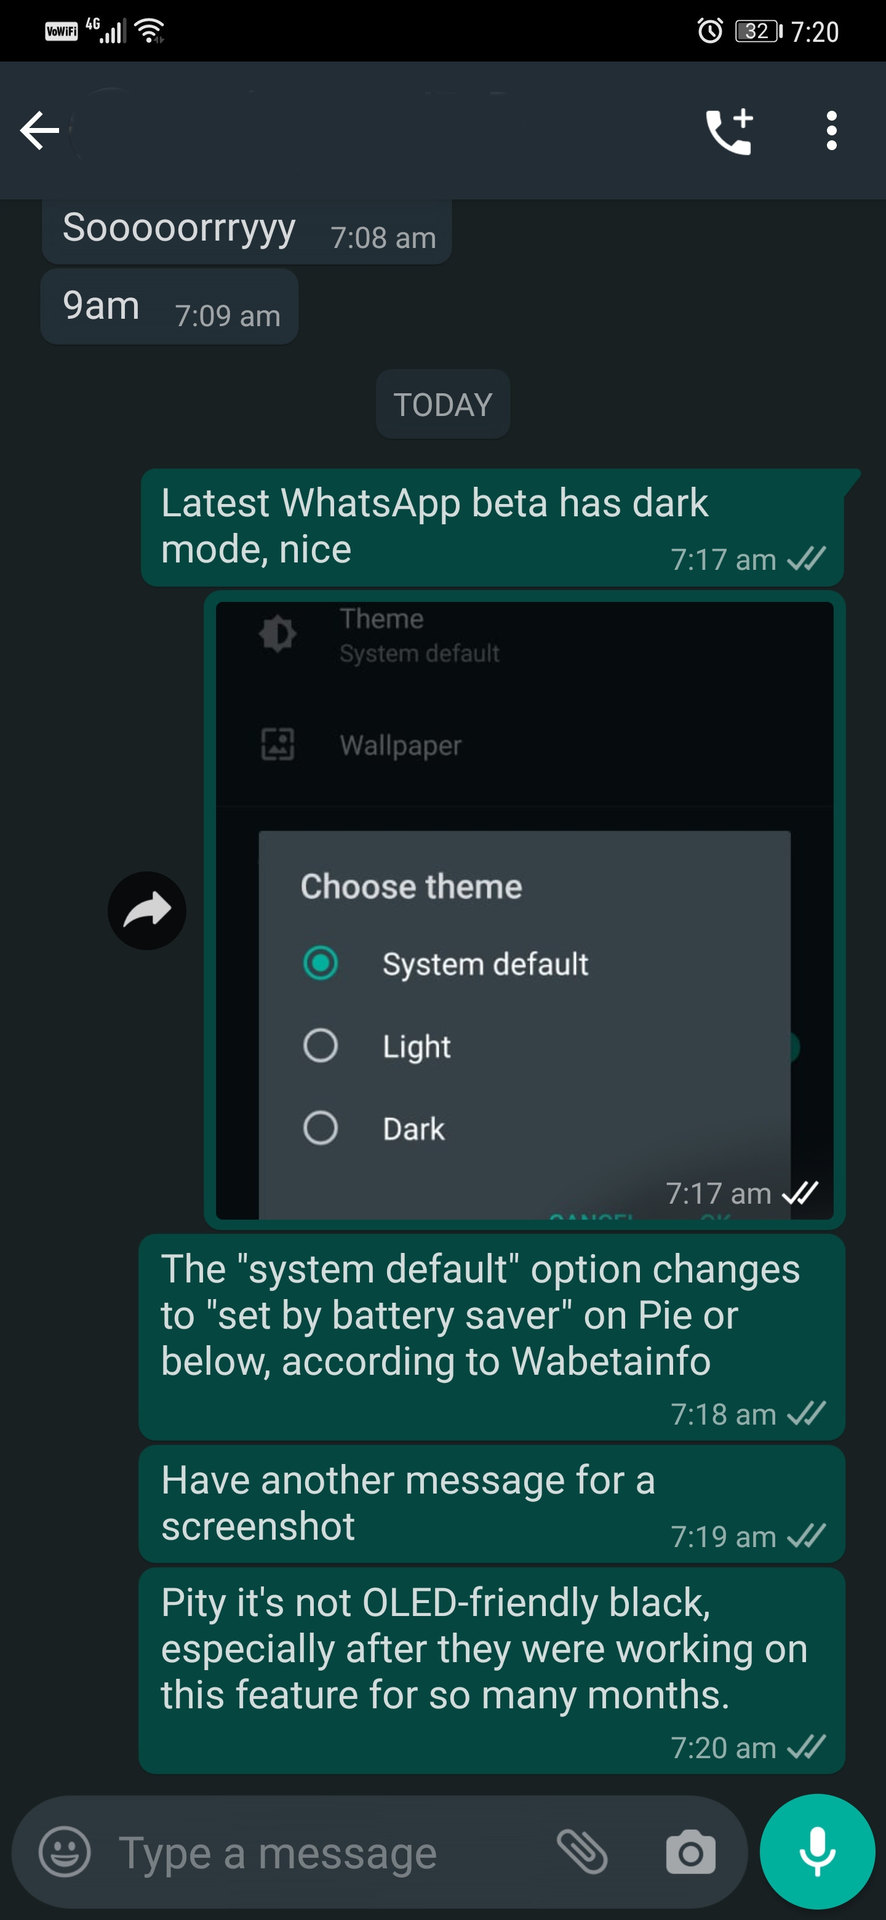 VoWiFi 4G 32 7:20
Sooooorrryyy 7:08 am
9am 7:09 am
TODAY
Latest WhatsApp beta has dark
mode, nice 7:17 am
Theme
System default
Wallpaper
Choose theme
System default
Light
Dark
7:17 am
CANCEL OK
The "system default" option changes
to "set by battery saver" on Pie or
below, according to Wabetainfo
7:18 am
Have another message for a
screenshot 7:19 am
Pity it's not OLED-friendly black,
especially after they were working on
this feature for so many months.
7:20 am
Type a message